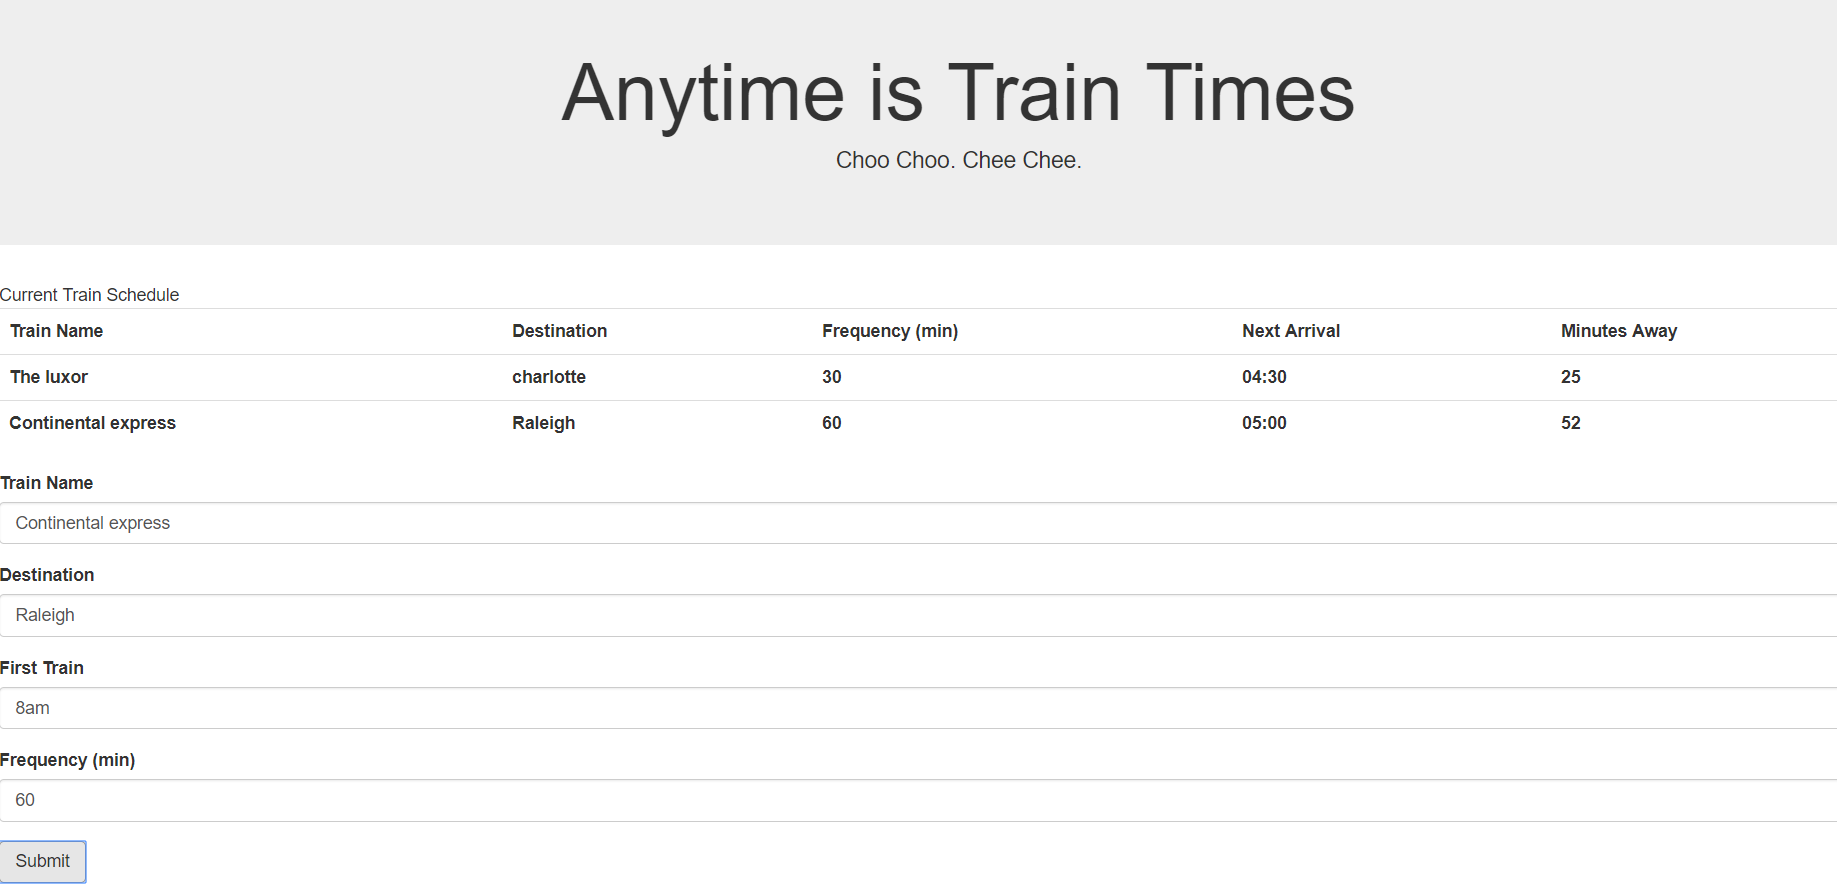 Anytime is Train Times
Choo Choo. Chee Chee.
Current Train Schedule
Train Name Destination Frequency (min) Next Arrival Minutes Away
The luxor charlotte 30 04:30 25
Continental express Raleigh 60 05:00 52
Train Name
Continental express
Destination
Raleigh
First Train
8am
Frequency (min)
60
Submit